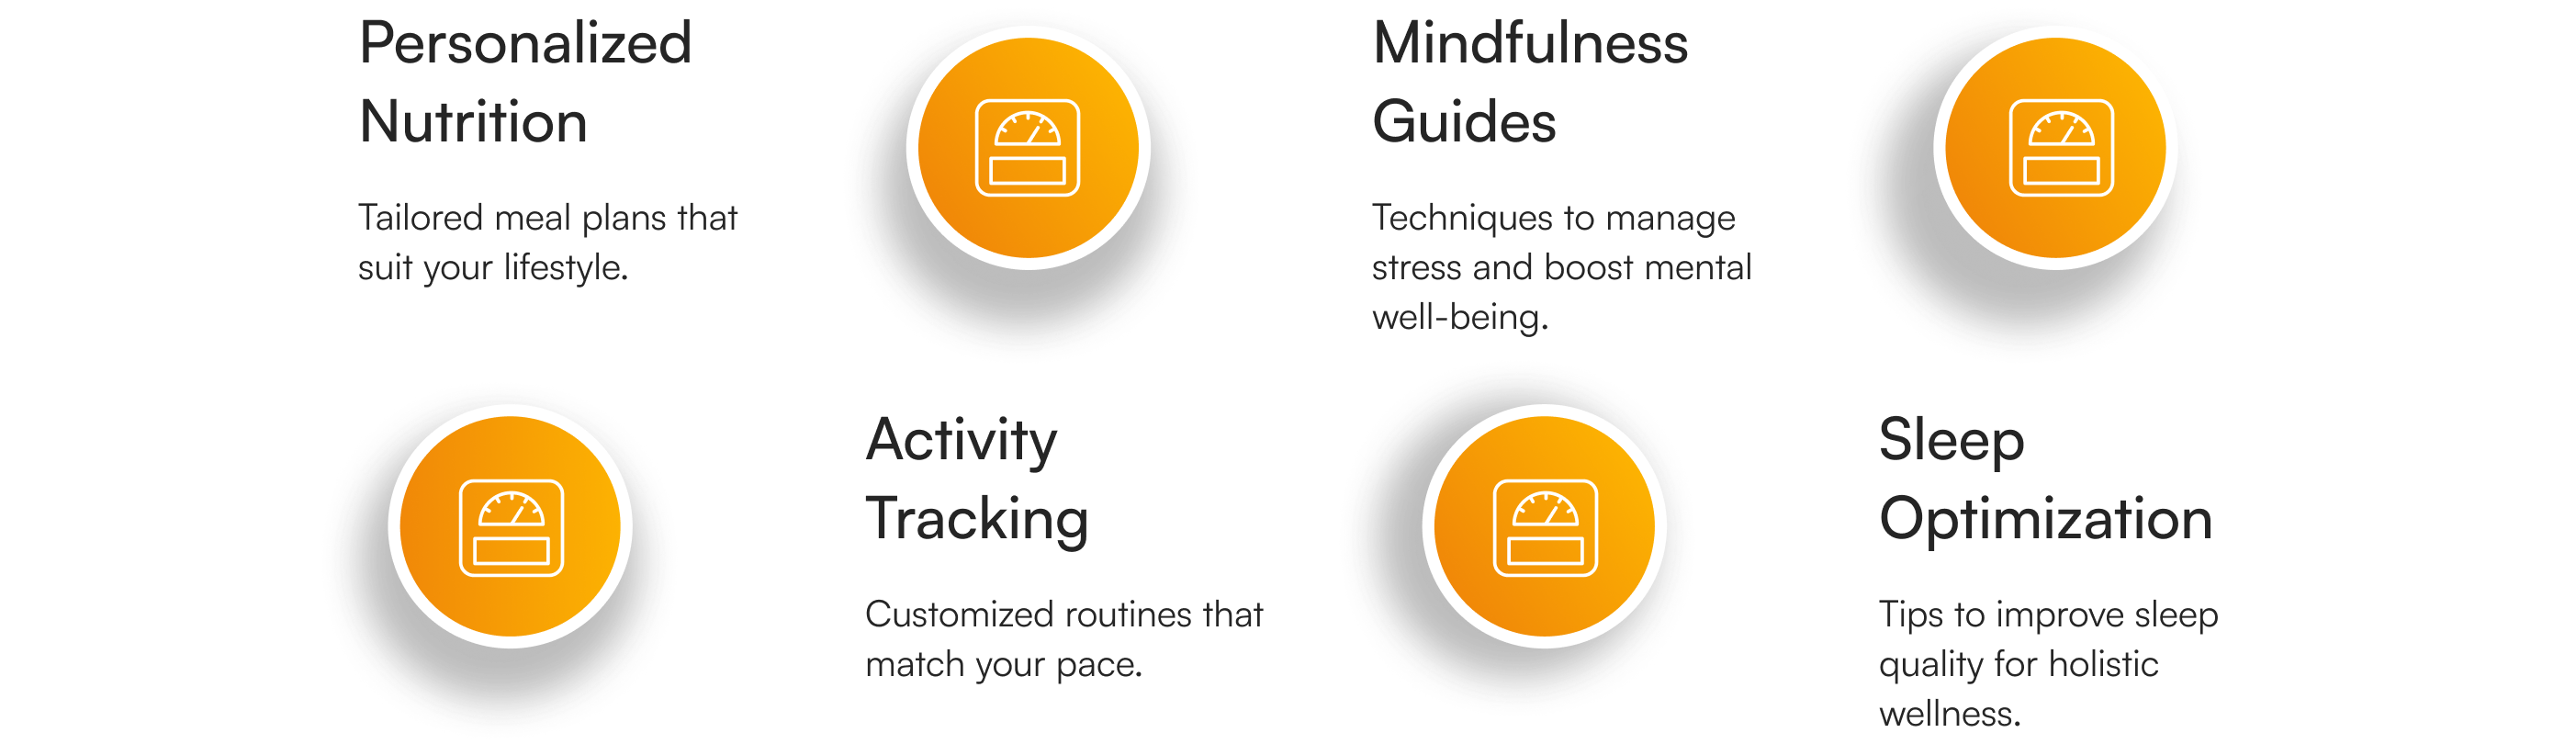 Personalized
Nutrition
Tailored meal plans that
suit your lifestyle.
Mindfulness
Guides
Techniques to manage
stress and boost mental
well-being.
Activity
Tracking
Customized routines that
match your pace.
Sleep
Optimization
Tips to improve sleep
quality for holistic
wellness.